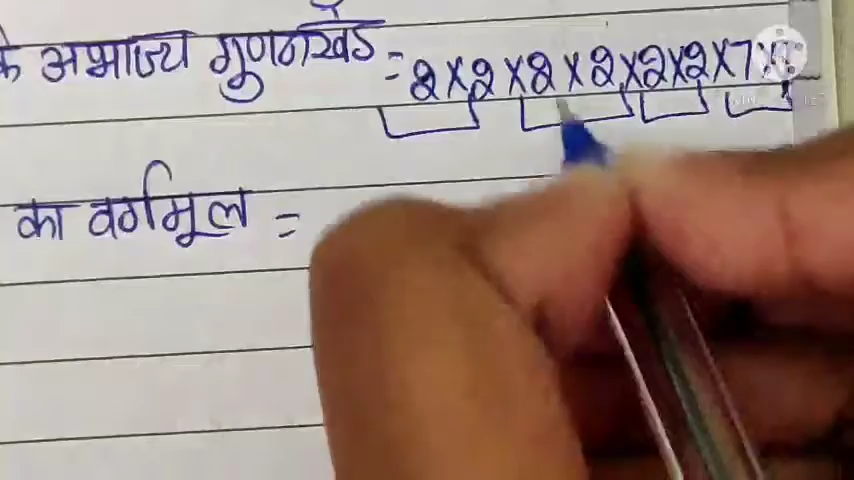 के अभाज्य गुणनखंड = 2×2×2×2×2×2×7×
का वर्गमूल =